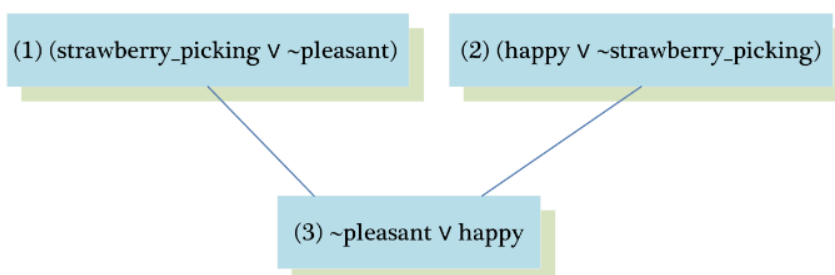 (1) (strawberry_picking ∨ ~pleasant)
(2) (happy ∨ ~strawberry_picking)
(3) ~pleasant ∨ happy